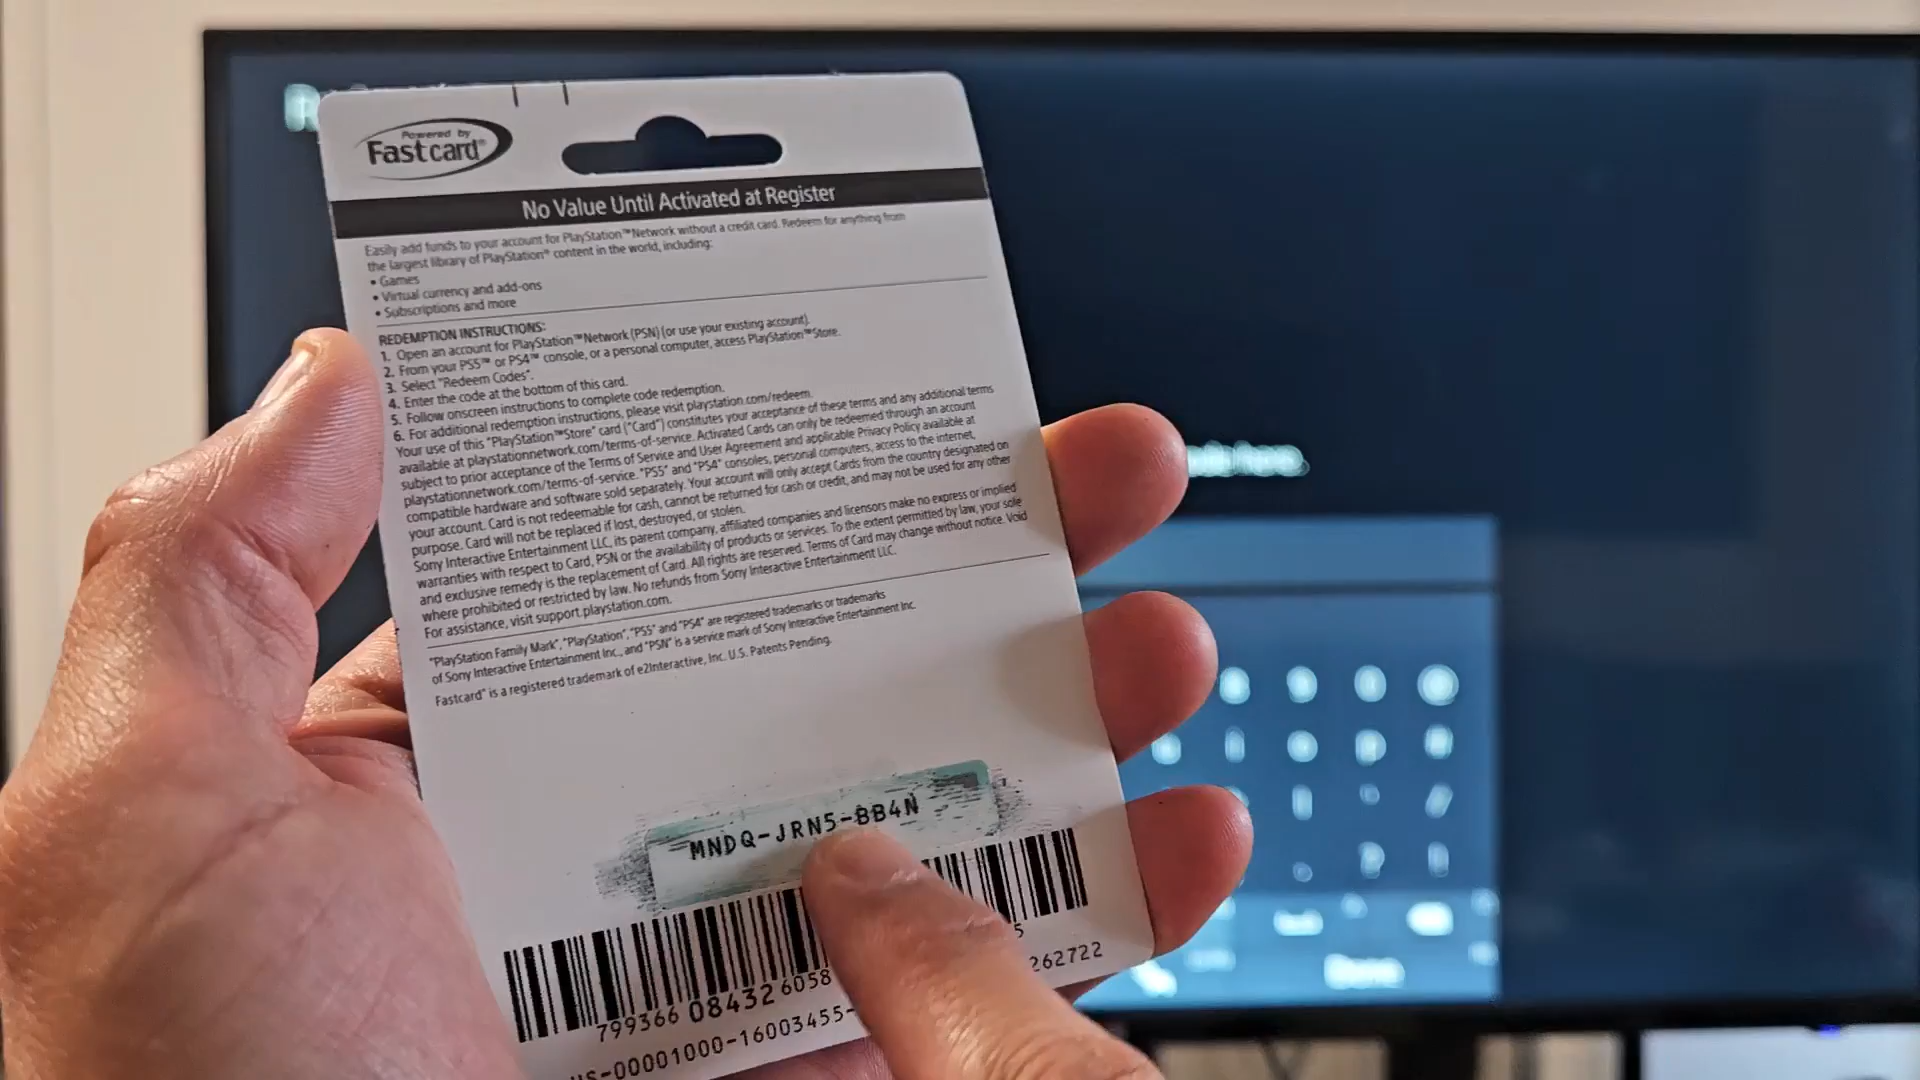 Powered by
Fastcard®
No Value Until Activated at Register
Easily add funds to your account for PlayStation™Network without a credit card. Redeem for anything from
the largest library of PlayStation® content in the world, including:
• Games
• Virtual currency and add-ons
• Subscriptions and more
REDEMPTION INSTRUCTIONS:
1. Open an account for PlayStation™Network (PSN) (or use your existing account).
2. From your PS5™ or PS4™ console, or a personal computer, access PlayStation™Store.
3. Select "Redeem Codes".
4. Enter the code at the bottom of this card.
5. Follow onscreen instructions to complete code redemption.
6. For additional redemption instructions, please visit playstation.com/redeem.
Your use of this "PlayStation™Store" card ("Card") constitutes your acceptance of these terms and any additional terms
available at playstationnetwork.com/terms-of-service. Activated Cards can only be redeemed through an account
subject to prior acceptance of the Terms of Service and User Agreement and applicable Privacy Policy available at
playstationnetwork.com/terms-of-service. "PS5" and "PS4" consoles, personal computers, access to the internet,
compatible hardware and software sold separately. Your account will only accept Cards from the country designated on
your account. Card is not redeemable for cash, cannot be returned for cash or credit, and may not be used for any other
purpose. Card will not be replaced if lost, destroyed, or stolen.
Sony Interactive Entertainment LLC, its parent company, affiliated companies and licensors make no express or implied
warranties with respect to Card, PSN or the availability of products or services. To the extent permitted by law, your sole
and exclusive remedy is the replacement of Card. All rights are reserved. Terms of Card may change without notice. Void
where prohibited or restricted by law. No refunds from Sony Interactive Entertainment LLC.
For assistance, visit support.playstation.com.
"PlayStation Family Mark", "PlayStation", "PS5" and "PS4" are registered trademarks or trademarks
of Sony Interactive Entertainment Inc., and "PSN" is a service mark of Sony Interactive Entertainment Inc.
Fastcard® is a registered trademark of e2Interactive, Inc. U.S. Patents Pending.
MNDQ-JRN5-BB4N
799366 08432 6058 5
US-00001000-16003455- 262722
Done